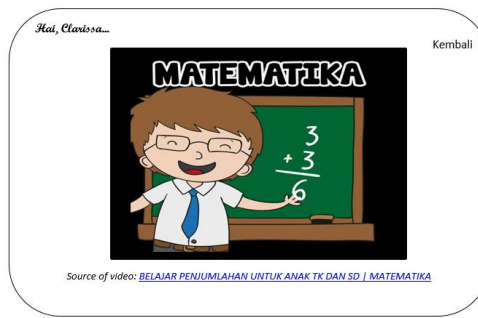 Hai, Clarissa...
Kembali
MATEMATIKA
3
+ 3
6
Source of video: BELAJAR PENJUMLAHAN UNTUK ANAK TK DAN SD | MATEMATIKA